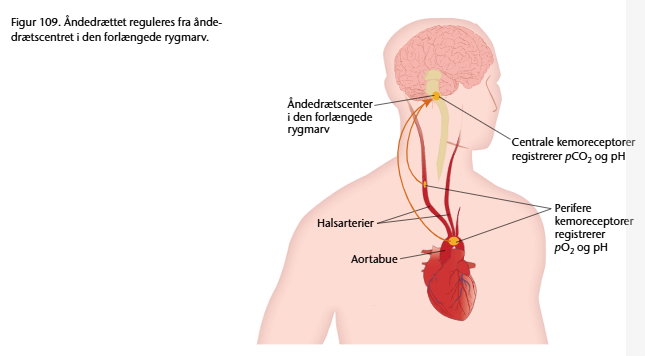 Figur 109. Åndedrættet reguleres fra ånde-
drætscentret i den forlængede rygmarv.
Åndedrætscenter
i den forlængede
rygmarv
Centrale kemoreceptorer
registrerer pCO₂ og pH
Halsarterier
Perifere
kemoreceptorer
registrerer
pO₂ og pH
Aortabue